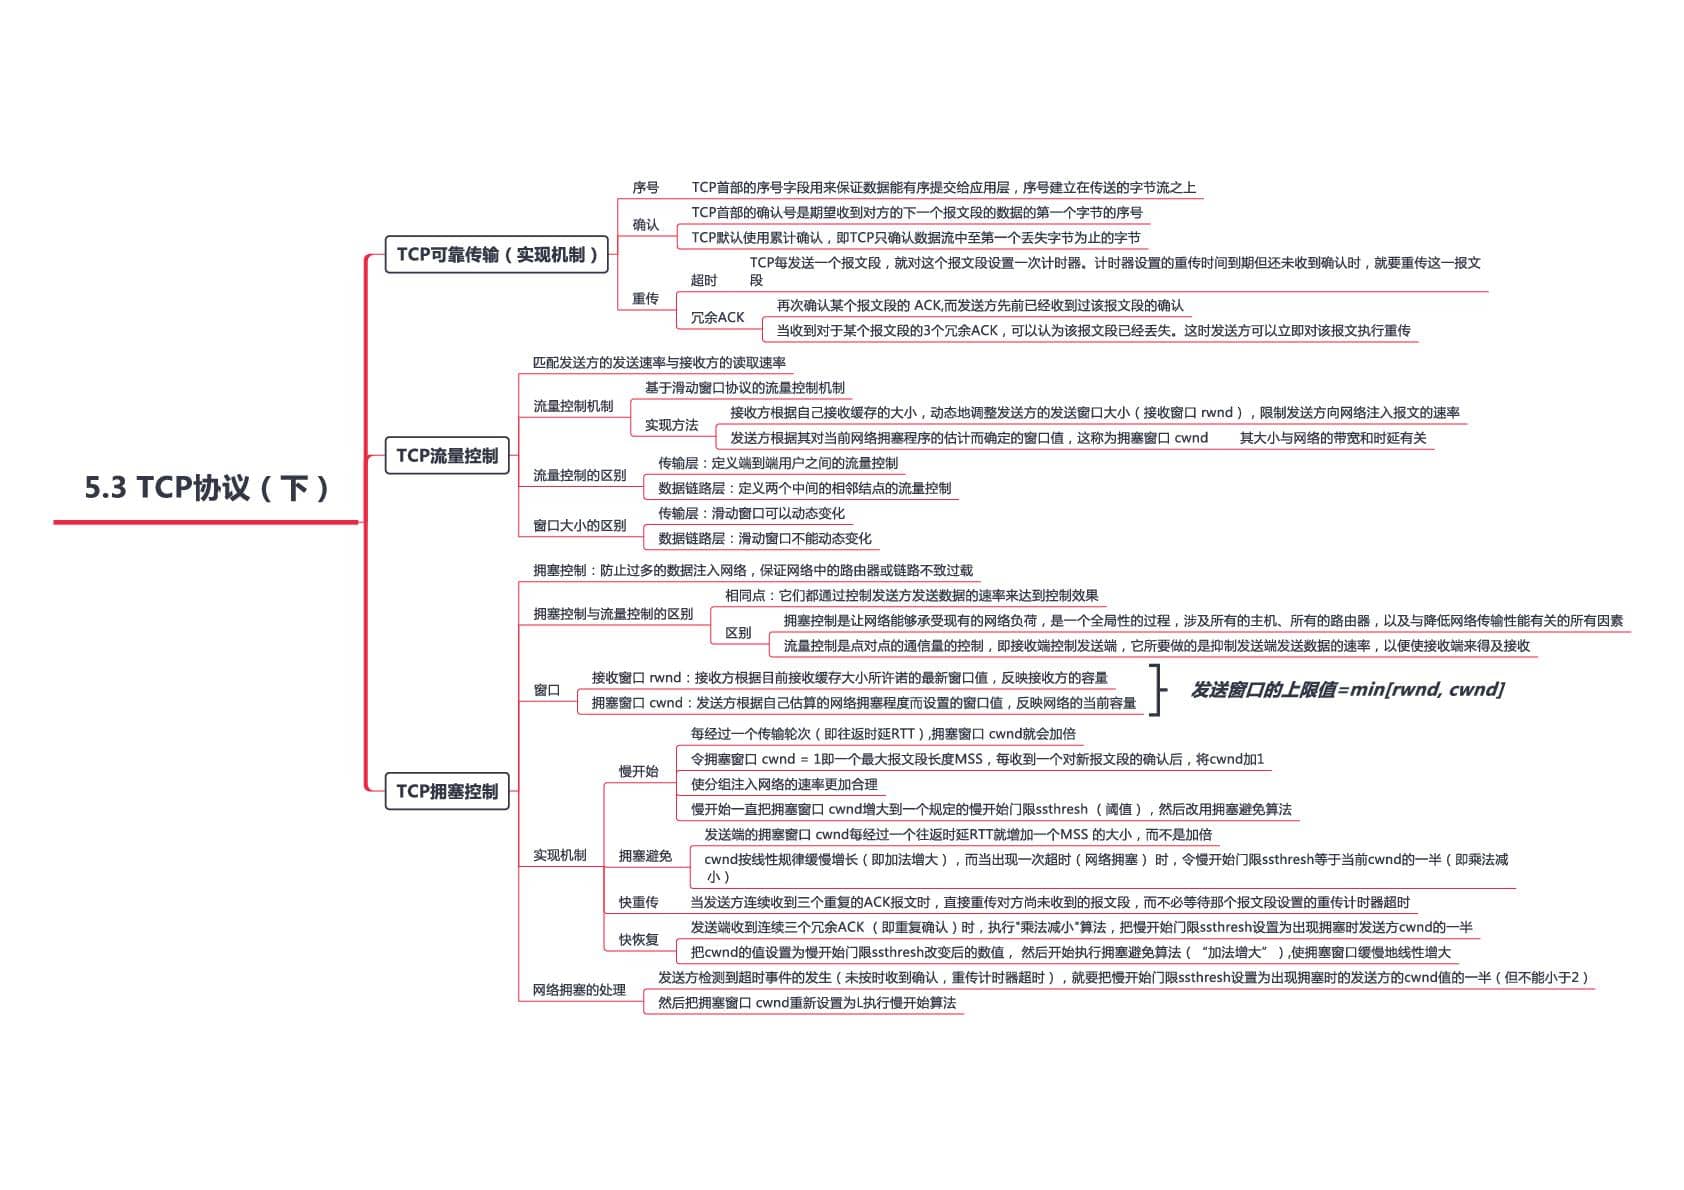 5.3 TCP协议（下）
TCP可靠传输（实现机制）
序号
TCP首部的序号字段用来保证数据能有序提交给应用层，序号建立在传送的字节流之上
确认
TCP首部的确认号是期望收到对方的下一个报文段的数据的第一个字节的序号
TCP默认使用累计确认，即TCP只确认数据流中至第一个丢失字节为止的字节
重传
超时
TCP每发送一个报文段，就对这个报文段设置一次计时器。计时器设置的重传时间到期但还未收到确认时，就要重传这一报文
段
冗余ACK
再次确认某个报文段的 ACK,而发送方先前已经收到过该报文段的确认
当收到对于某个报文段的3个冗余ACK，可以认为该报文段已经丢失。这时发送方可以立即对该报文执行重传
TCP流量控制
匹配发送方的发送速率与接收方的读取速率
流量控制机制
基于滑动窗口协议的流量控制机制
实现方法
接收方根据自己接收缓存的大小，动态地调整发送方的发送窗口大小（接收窗口 rwnd），限制发送方向网络注入报文的速率
发送方根据其对当前网络拥塞程序的估计而确定的窗口值，这称为拥塞窗口 cwnd
其大小与网络的带宽和时延有关
流量控制的区别
传输层：定义端到端用户之间的流量控制
数据链路层：定义两个中间的相邻结点的流量控制
窗口大小的区别
传输层：滑动窗口可以动态变化
数据链路层：滑动窗口不能动态变化
TCP拥塞控制
拥塞控制：防止过多的数据注入网络，保证网络中的路由器或链路不致过载
拥塞控制与流量控制的区别
相同点：它们都通过控制发送方发送数据的速率来达到控制效果
区别
拥塞控制是让网络能够承受现有的网络负荷，是一个全局性的过程，涉及所有的主机、所有的路由器，以及与降低网络传输性能有关的所有因素
流量控制是点对点的通信量的控制，即接收端控制发送端，它所要做的是抑制发送端发送数据的速率，以便使接收端来得及接收
窗口
接收窗口 rwnd：接收方根据目前接收缓存大小所许诺的最新窗口值，反映接收方的容量
拥塞窗口 cwnd：发送方根据自己估算的网络拥塞程度而设置的窗口值，反映网络的当前容量
发送窗口的上限值=min[rwnd, cwnd]
实现机制
慢开始
每经过一个传输轮次（即往返时延RTT）,拥塞窗口 cwnd就会加倍
令拥塞窗口 cwnd = 1即一个最大报文段长度MSS，每收到一个对新报文段的确认后，将cwnd加1
使分组注入网络的速率更加合理
慢开始一直把拥塞窗口 cwnd增大到一个规定的慢开始门限ssthresh （阈值），然后改用拥塞避免算法
拥塞避免
发送端的拥塞窗口 cwnd每经过一个往返时延RTT就增加一个MSS 的大小，而不是加倍
cwnd按线性规律缓慢增长（即加法增大），而当出现一次超时（网络拥塞） 时，令慢开始门限ssthresh等于当前cwnd的一半（即乘法减
小）
快重传
当发送方连续收到三个重复的ACK报文时，直接重传对方尚未收到的报文段，而不必等待那个报文段设置的重传计时器超时
快恢复
发送端收到连续三个冗余ACK （即重复确认）时，执行"乘法减小"算法，把慢开始门限ssthresh设置为出现拥塞时发送方cwnd的一半
把cwnd的值设置为慢开始门限ssthresh改变后的数值， 然后开始执行拥塞避免算法（ “加法增大” ）,使拥塞窗口缓慢地线性增大
网络拥塞的处理
发送方检测到超时事件的发生（未按时收到确认，重传计时器超时），就要把慢开始门限ssthresh设置为出现拥塞时的发送方的cwnd值的一半（但不能小于2）
然后把拥塞窗口 cwnd重新设置为L执行慢开始算法